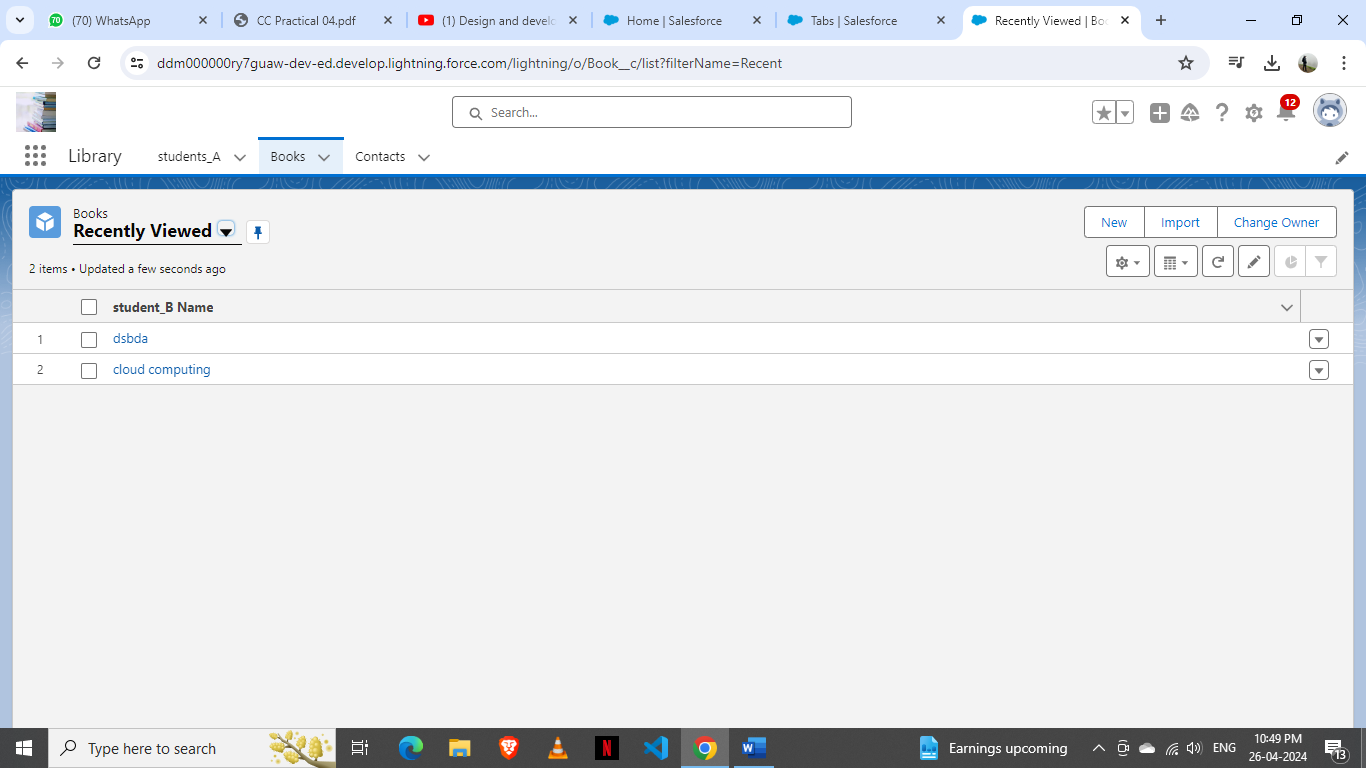 (70) WhatsApp
CC Practical 04.pdf
(1) Design and develo
Home | Salesforce
Tabs | Salesforce
Recently Viewed | Boo
ddm000000ry7guaw-dev-ed.develop.lightning.force.com/lightning/o/Book__c/list?filterName=Recent
Search...
12
Library
students_A
Books
Contacts
Books
Recently Viewed
New
Import
Change Owner
2 items • Updated a few seconds ago
student_B Name
1
dsbda
2
cloud computing
Type here to search
Earnings upcoming
ENG
10:49 PM
26-04-2024
13